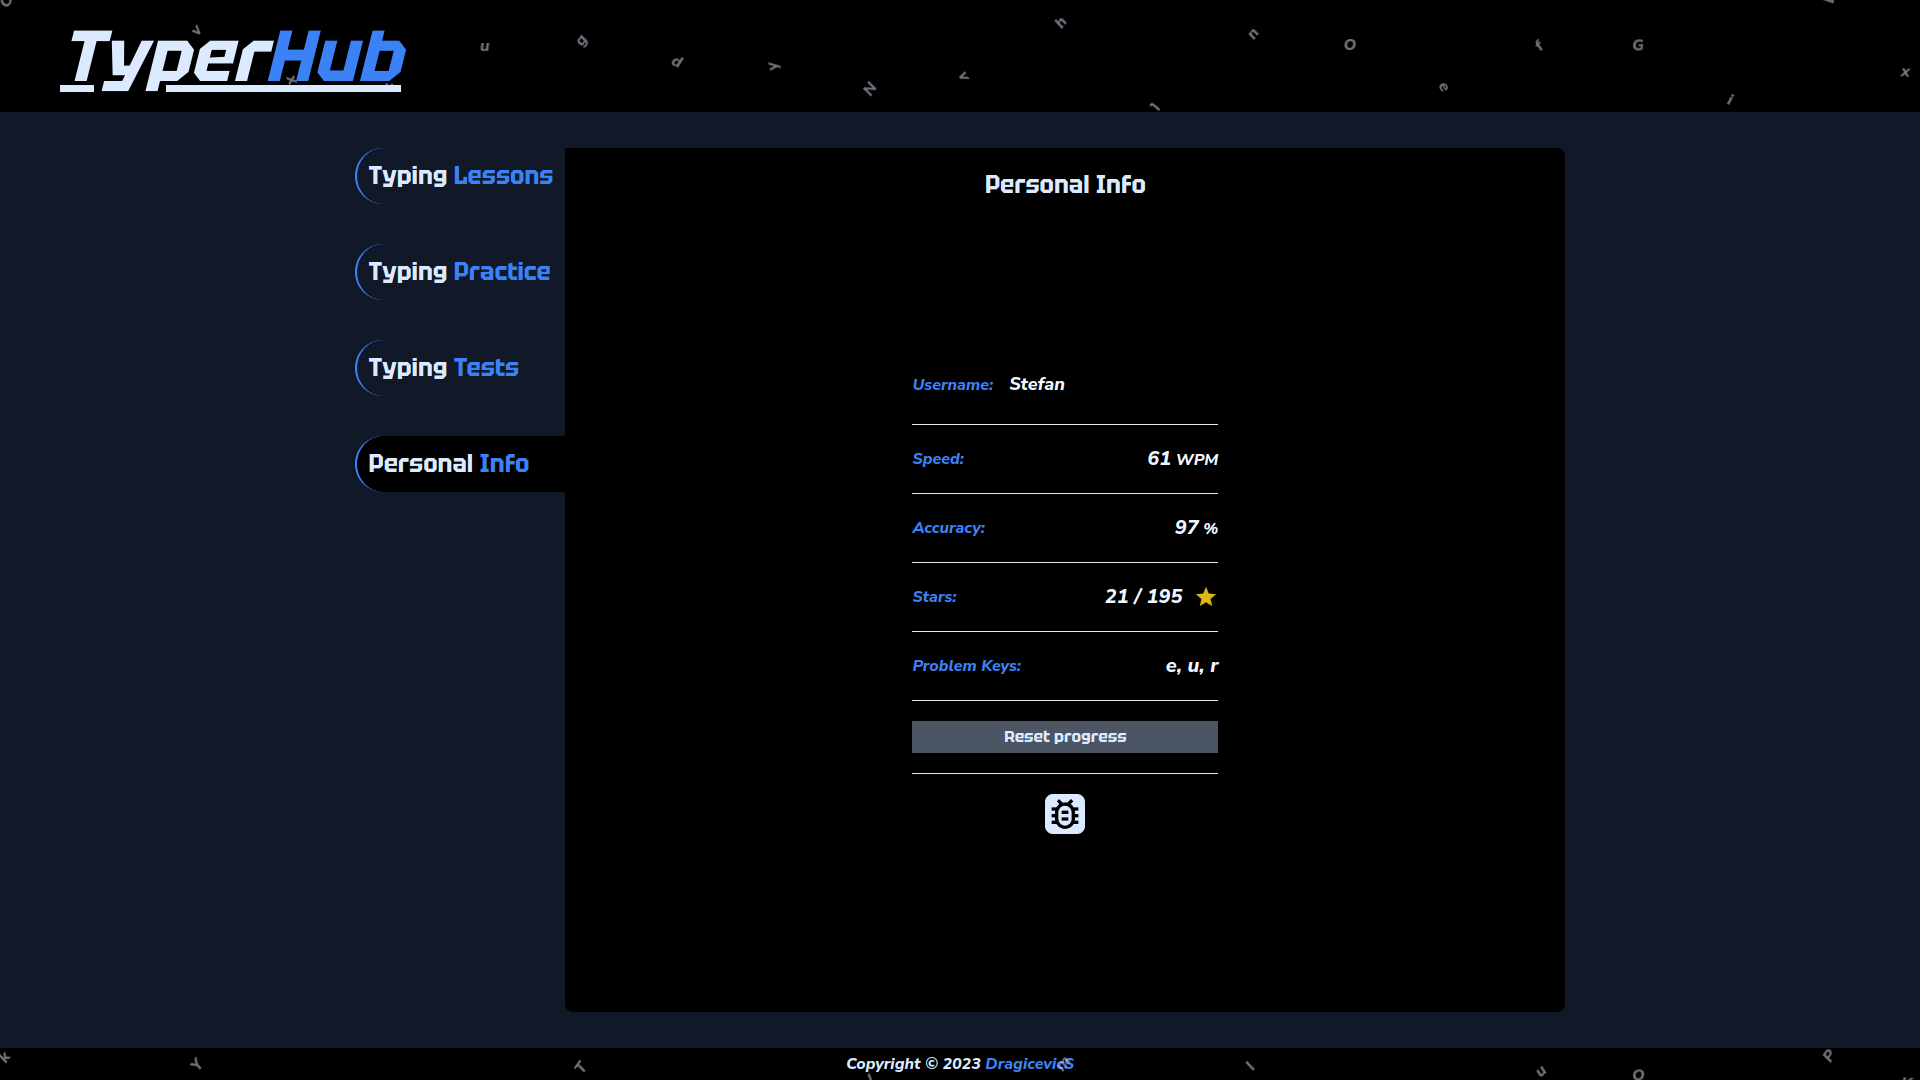 TyperHub
Typing Lessons
Typing Practice
Typing Tests
Personal Info
Personal Info
Username: Stefan
Speed: 61 WPM
Accuracy: 97 %
Stars: 21 / 195
Problem Keys: e, u, r
Reset progress
Copyright © 2023 DragicevicS